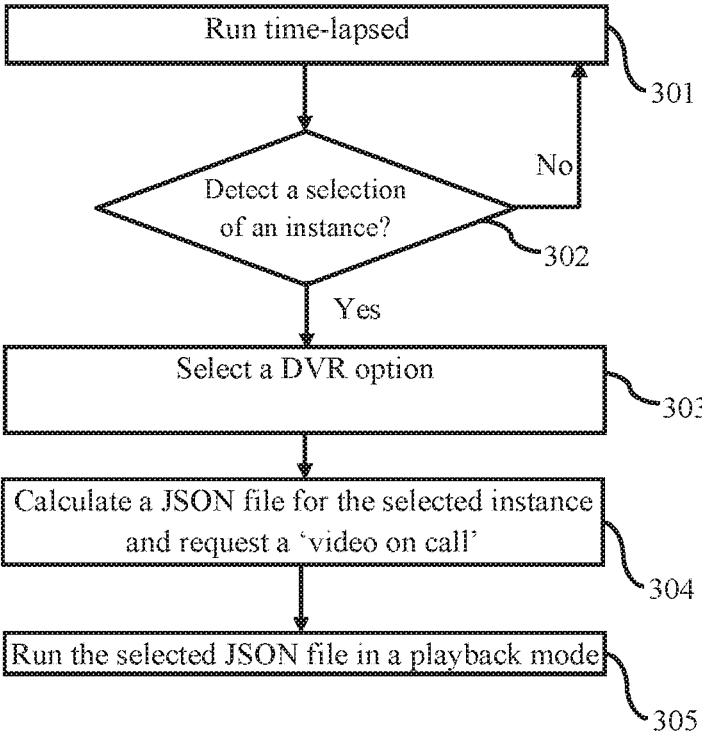 Run time-lapsed
301
No
Detect a selection
of an instance?
302
Yes
Select a DVR option
303
Calculate a JSON file for the selected instance
and request a ‘video on call’
304
Run the selected JSON file in a playback mode
305